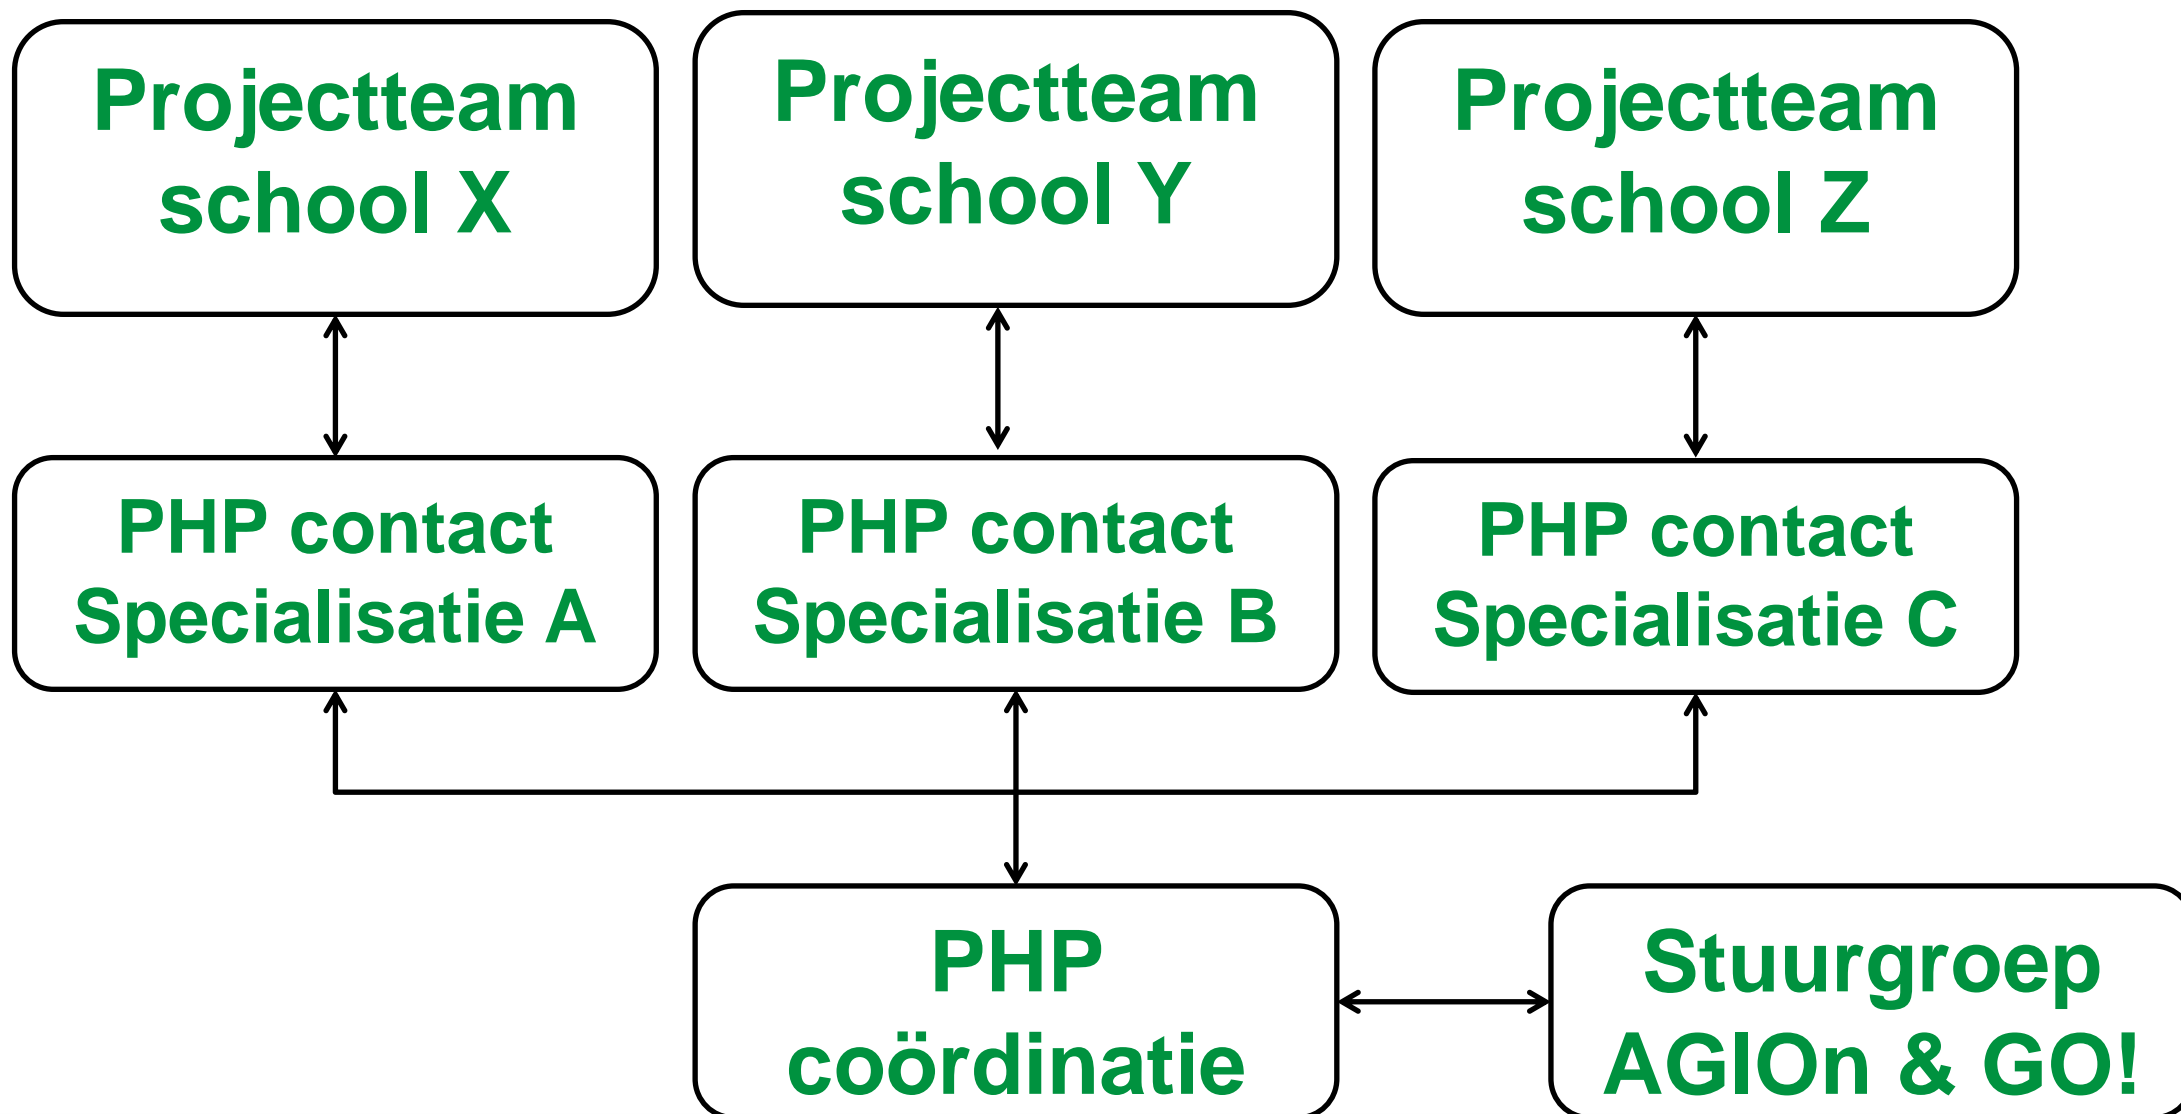 Projectteam
school X
Projectteam
school Y
Projectteam
school Z
PHP contact
Specialisatie A
PHP contact
Specialisatie B
PHP contact
Specialisatie C
PHP
coördinatie
Stuurgroep
AGIOn & GO!